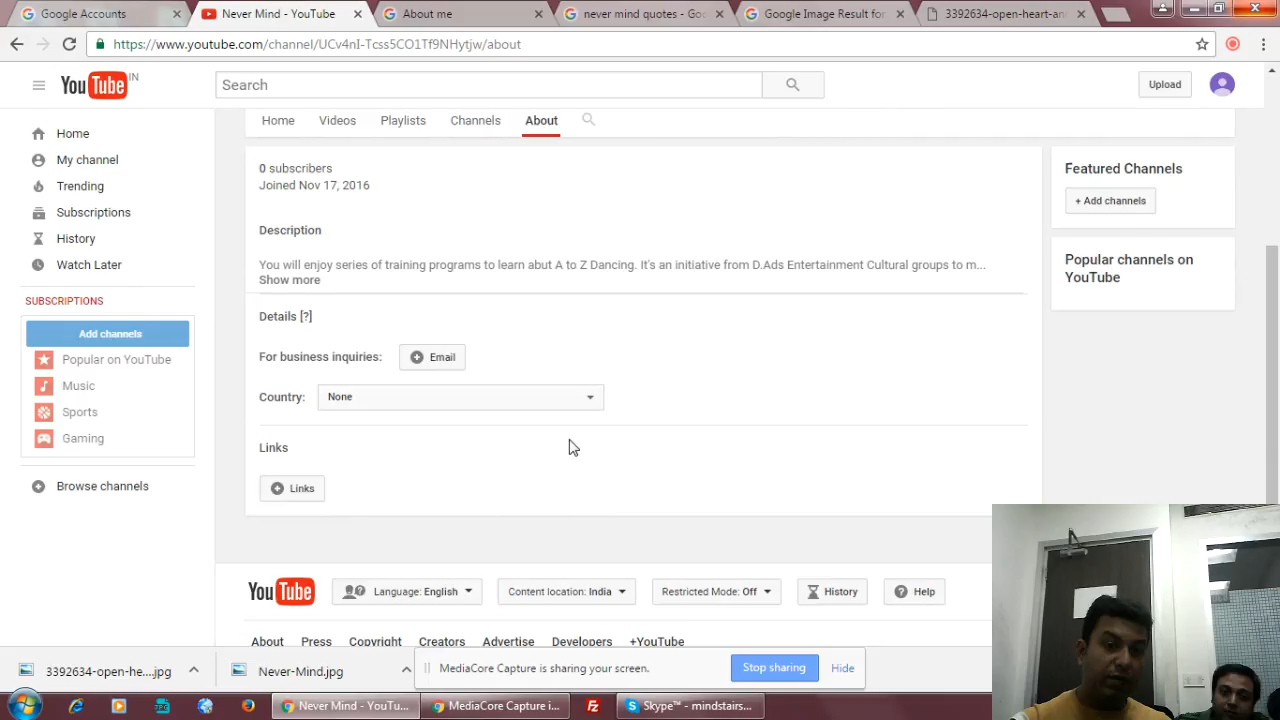 Google Accounts
Never Mind - YouTube
About me
never mind quotes - Go
Google Image Result for
3392634-open-heart-an
https://www.youtube.com/channel/UCv4nI-Tcss5CO1Tf9NHytjw/about
YouTube IN
Search
Upload
Home
My channel
Trending
Subscriptions
History
Watch Later
SUBSCRIPTIONS
Add channels
Popular on YouTube
Music
Sports
Gaming
Browse channels
Home Videos Playlists Channels About
0 subscribers
Joined Nov 17, 2016
Description
You will enjoy series of training programs to learn abut A to Z Dancing. It's an initiative from D.Ads Entertainment Cultural groups to m...
Show more
Details [?]
For business inquiries: Email
Country: None
Links
Links
Featured Channels
+ Add channels
Popular channels on
YouTube
YouTube Language: English Content location: India Restricted Mode: Off History Help
About Press Copyright Creators Advertise Developers +YouTube
3392634-open-he....jpg
Never-Mind.jpg
MediaCore Capture is sharing your screen. Stop sharing Hide
Never Mind - YouTu...
MediaCore Capture i...
Skype™ - mindstairs...